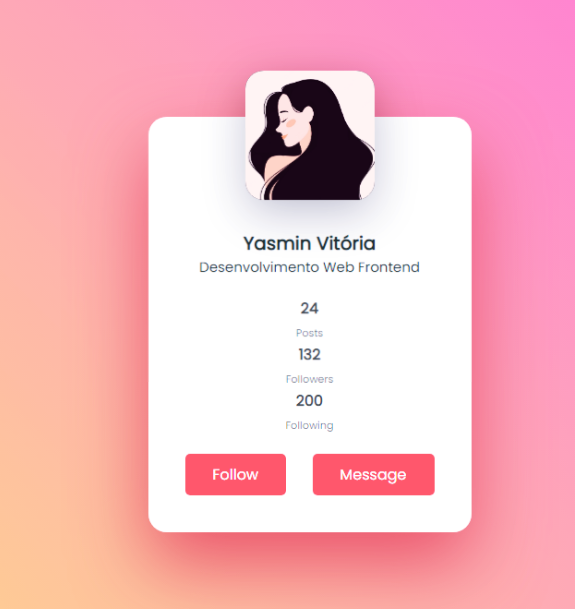 Yasmin Vitória
Desenvolvimento Web Frontend
24
Posts
132
Followers
200
Following
Follow Message